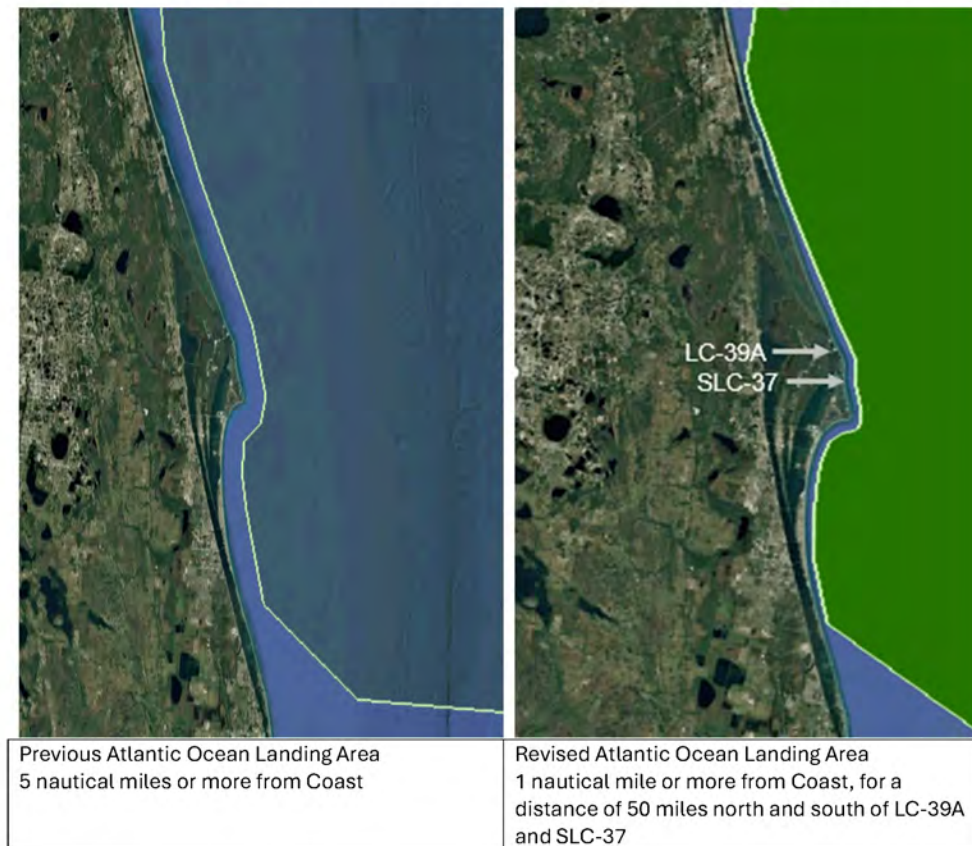 LC-39A
SLC-37
Previous Atlantic Ocean Landing Area
5 nautical miles or more from Coast
Revised Atlantic Ocean Landing Area
1 nautical mile or more from Coast, for a
distance of 50 miles north and south of LC-39A
and SLC-37